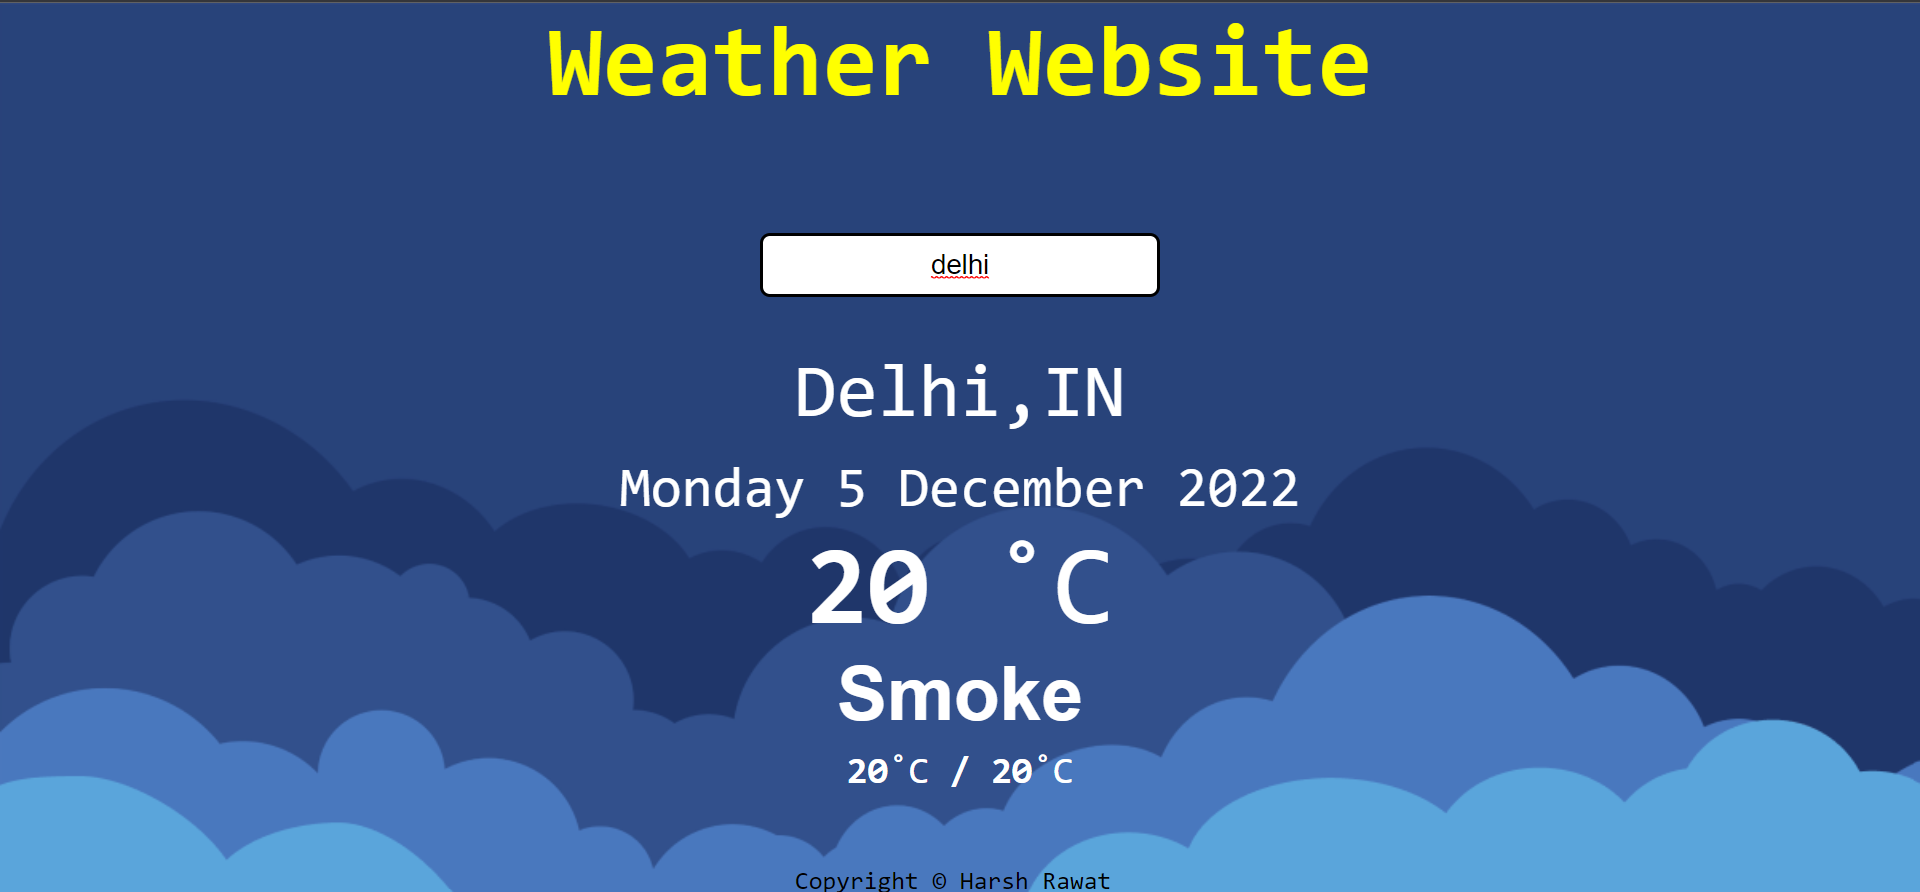 Weather Website
delhi
Delhi,IN
Monday 5 December 2022
20 °C
Smoke
20°C / 20°C
Copyright © Harsh Rawat